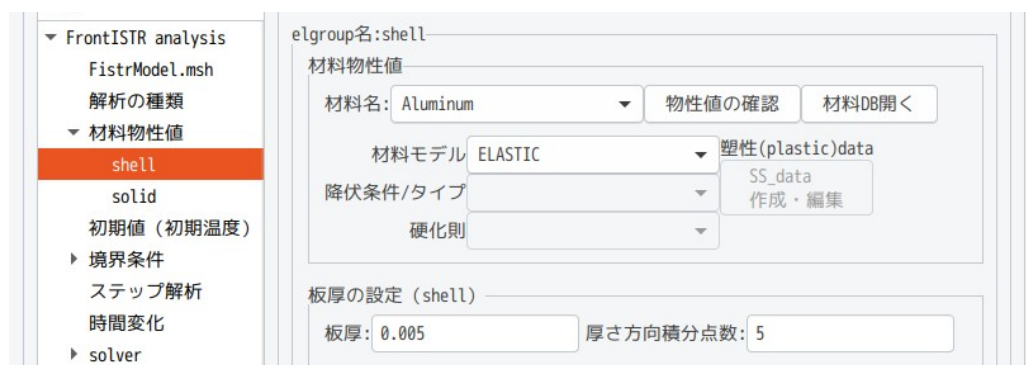 FrontISTR analysis
FistrModel.msh
解析の種類
材料物性値
shell
solid
初期値（初期温度）
境界条件
ステップ解析
時間変化
solver
elgroup名:shell
材料物性値
材料名: Aluminum 物性値の確認 材料DB開く
材料モデル ELASTIC 塑性(plastic)data
降伏条件/タイプ SS_data
作成・編集
硬化則
板厚の設定（shell）
板厚: 0.005 厚さ方向積分点数: 5